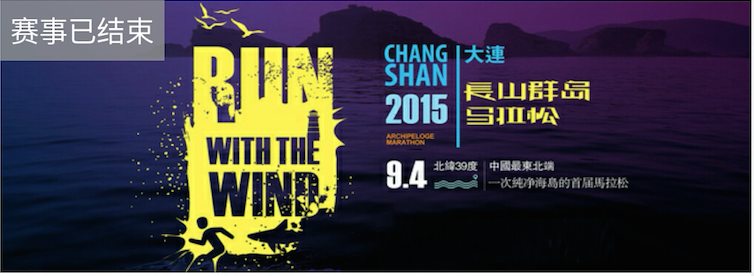 赛事已结束
RUN
WITH THE
WIND
CHANG
SHAN
2015
ARCHIPELOGE
MARATHON
大連
長山群岛
马拉松
9.4
北緯39度
中國最東北端
一次純净海島的首届馬拉松